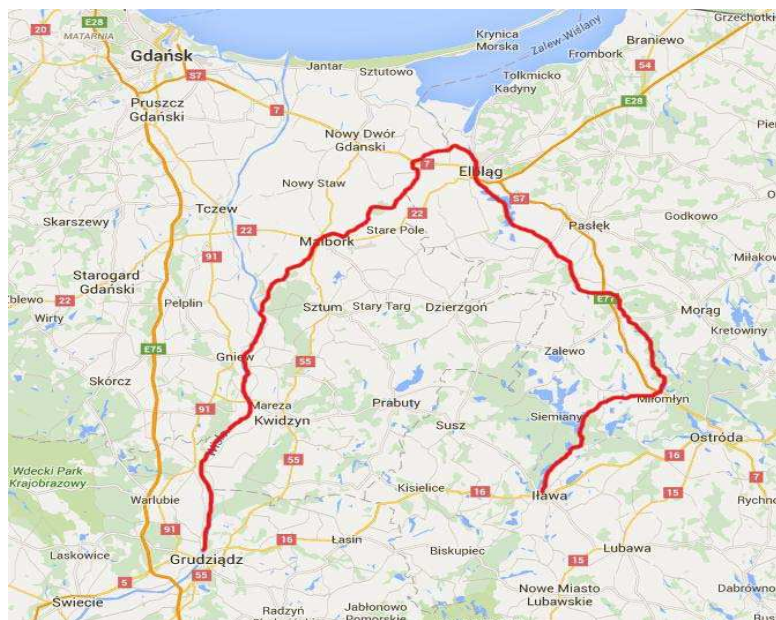 E28
20
MATARNIA
Gdańsk
S7
Pruszcz
Gdański
7
Jantar
Sztutowo
Krynica
Morska
Zalew Wiślany
Grzechotki
Braniewo
Frombork
54
Tolkmicko
Kadyny
E28
Nowy Dwór
Gdański
7
Elbląg
Nowy Staw
S7
22
Pasłęk
Godkowo
Skarszewy
Tczew
22
91
Malbork
Stare Pole
Starogard
Gdański
22
Wirty
Pelplin
Sztum
Stary Targ
Dzierzgoń
E77
Morąg
Kretowiny
E75
Gniew
55
Zalewo
Skórcz
91
Mareza
Kwidzyn
Prabuty
Siemiany
Miłomłyn
Susz
Ostróda
Wdecki Park
Krajobrazowy
55
16
Warlubie
Kisielice
16
Iława
15
7
91
Łasin
16
Grudziądz
Biskupiec
Lubawa
Laskowice
5
55
15
Świecie
Nowe Miasto
Lubawskie
Radzyń
Jabłonowo
Pomorskie